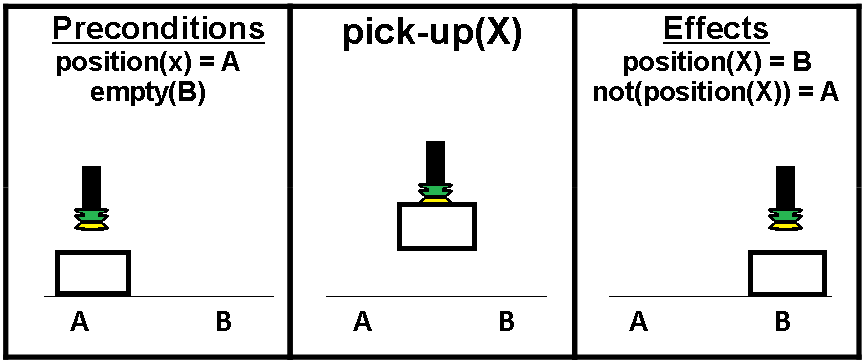 Preconditions
position(x) = A
empty(B)
A B
pick-up(X)
A B
Effects
position(X) = B
not(position(X)) = A
A B